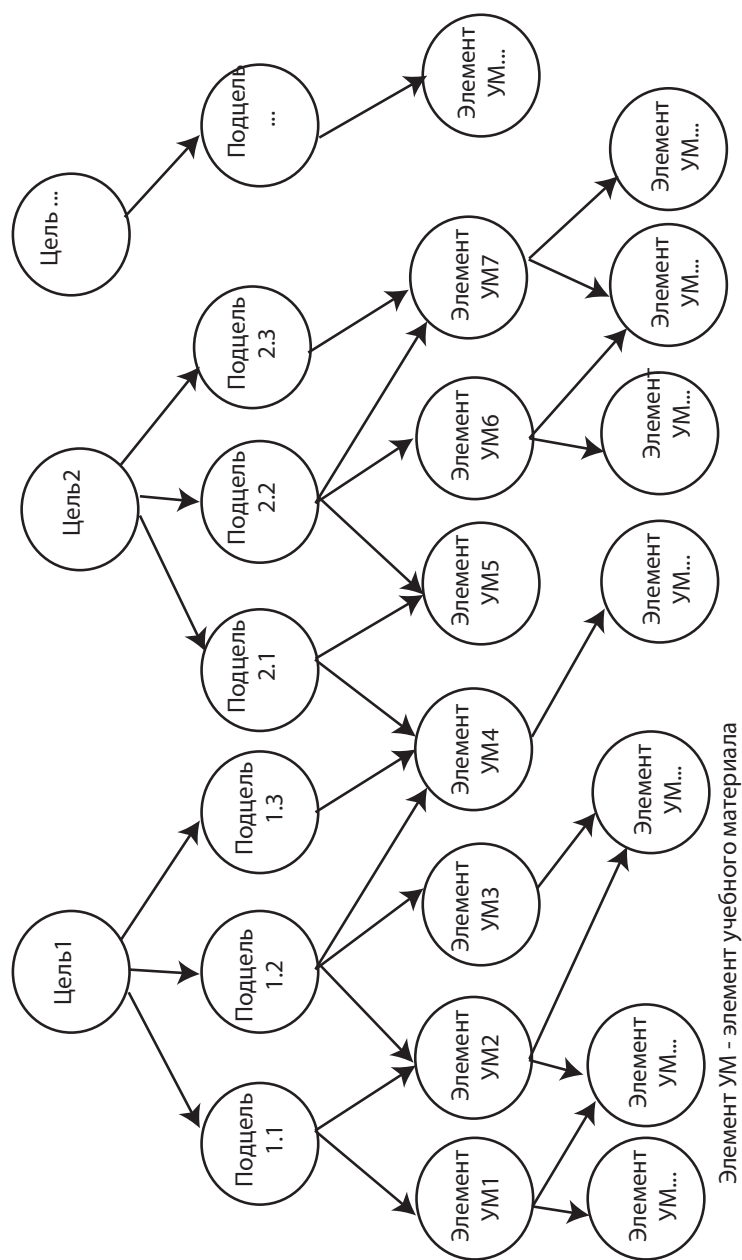 Цель1
Цель2
Цель ...
Подцель
1.1
Подцель
1.2
Подцель
1.3
Подцель
2.1
Подцель
2.2
Подцель
2.3
Подцель
...
Элемент
УМ1
Элемент
УМ2
Элемент
УМ3
Элемент
УМ4
Элемент
УМ5
Элемент
УМ6
Элемент
УМ7
Элемент
УМ...
Элемент
УМ...
Элемент
УМ...
Элемент
УМ...
Элемент
УМ...
Элемент
УМ...
Элемент
УМ...
Элемент
УМ...
Элемент УМ - элемент учебного материала